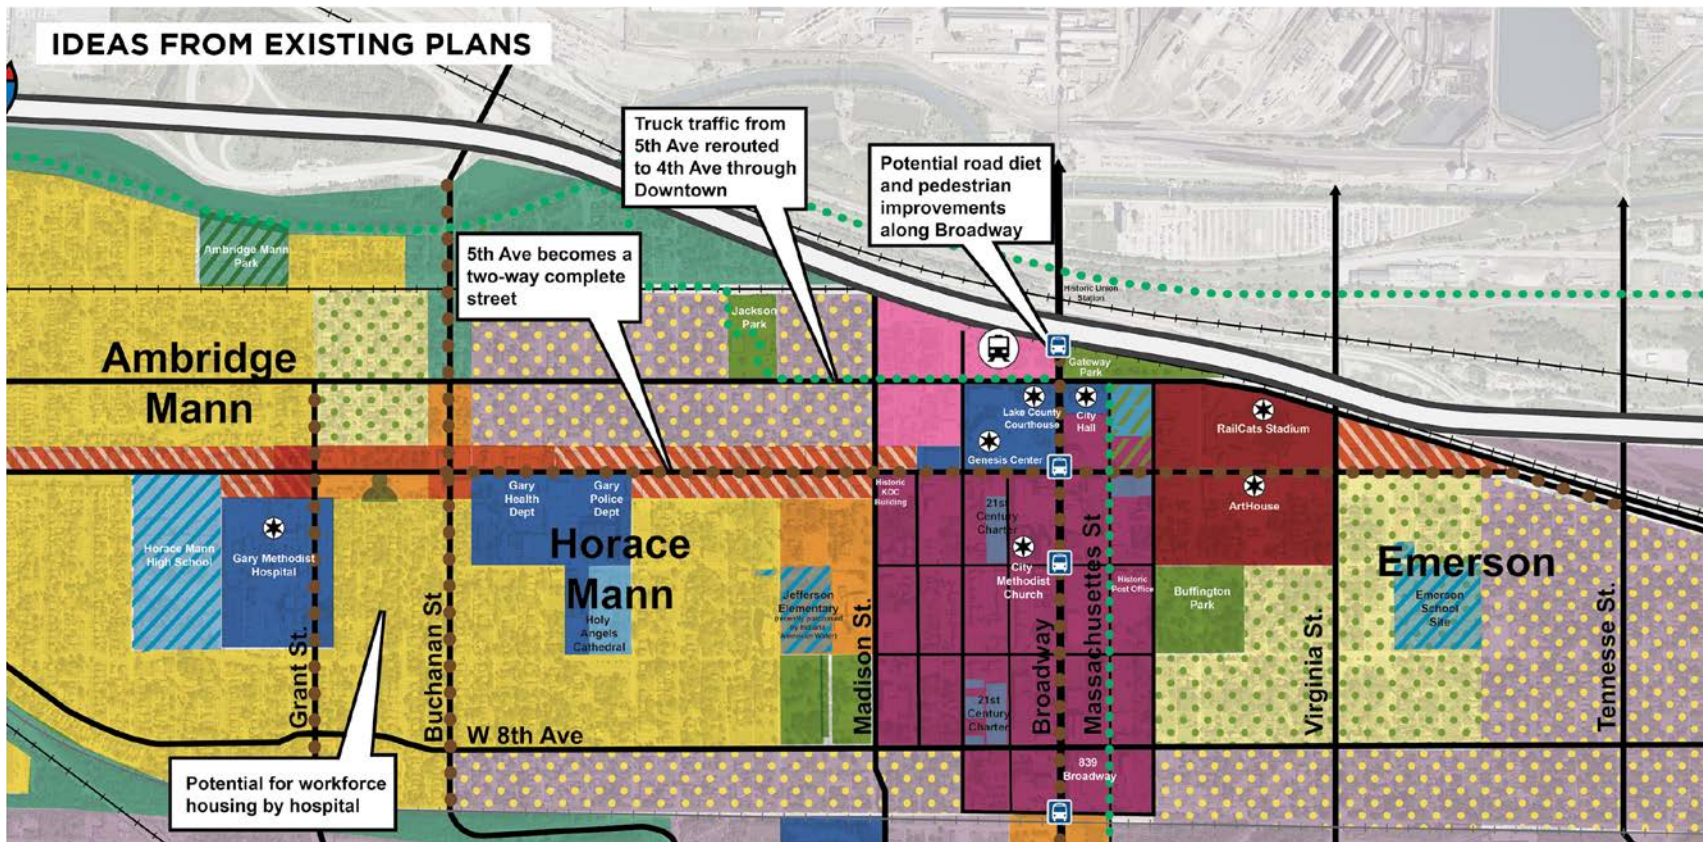 IDEAS FROM EXISTING PLANS
Truck traffic from
5th Ave rerouted
to 4th Ave through
Downtown
Potential road diet
and pedestrian
improvements
along Broadway
5th Ave becomes a
two-way complete
street
Ambridge Mann
Park
Historic Union
Station
Jackson
Park
Gateway
Park
Ambridge
Mann
Lake County
Courthouse
City
Hall
RailCats Stadium
Genesis Center
Gary
Health
Dept
Gary
Police
Dept
Historic
KOC
Building
21st
Century
Charter
ArtHouse
Horace Mann
High School
Gary Methodist
Hospital
Horace
Mann
City
Methodist
Church
Historic
Post Office
Emerson
Buffington
Park
Jefferson
Elementary
(recently purchased
by Indiana
American Water)
Emerson
School
Site
Holy
Angels
Cathedral
Grant St.
Buchanan St
Madison St.
Broadway
Massachusettes St
Virginia St.
Tennesse St.
21st
Century
Charter
W 8th Ave
839
Broadway
Potential for workforce
housing by hospital